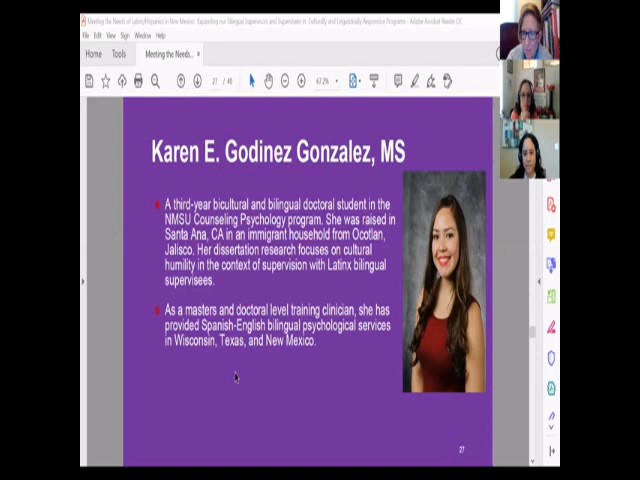 Meeting the Needs of Latinx/Hispanics in New Mexico: Expanding our Bilingual Supervisors and Supervisees in Culturally and Linguistically Responsive Programs - Adobe Acrobat Reader DC
File Edit View Sign Window Help
Home Tools Meeting the Needs... ×
27 / 40 67.2%
Karen E. Godinez Gonzalez, MS
A third-year bicultural and bilingual doctoral student in the
NMSU Counseling Psychology program. She was raised in
Santa Ana, CA in an immigrant household from Ocotlan,
Jalisco. Her dissertation research focuses on cultural
humility in the context of supervision with Latinx bilingual
supervisees.
As a masters and doctoral level training clinician, she has
provided Spanish-English bilingual psychological services
in Wisconsin, Texas, and New Mexico.
27